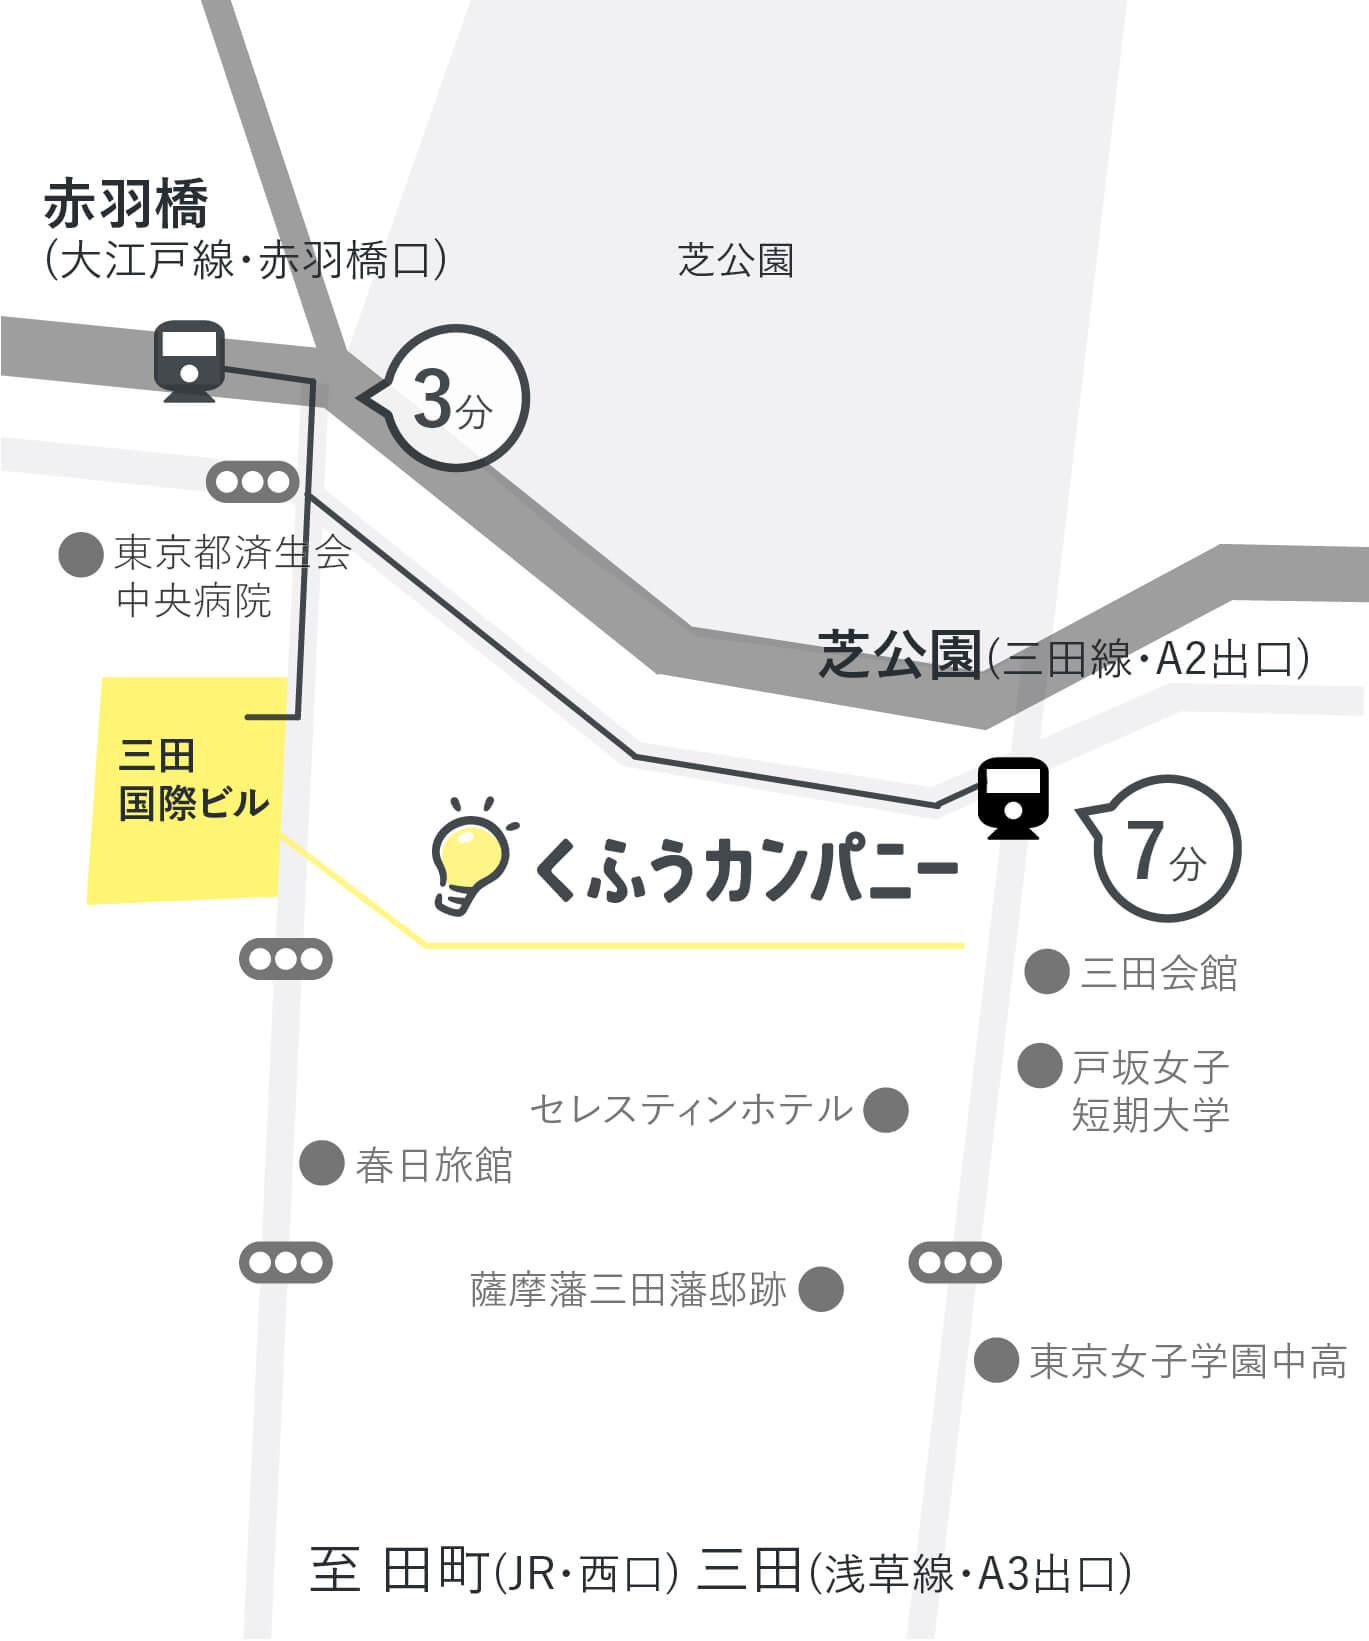 赤羽橋
(大江戸線・赤羽橋口)
芝公園
3分
東京都済生会
中央病院
芝公園(三田線・A2出口)
三田
国際ビル
くふうカンパニー
7分
三田会館
戸坂女子
短期大学
セレスティンホテル
春日旅館
薩摩藩三田藩邸跡
東京女子学園中高
至 田町(JR・西口) 三田(浅草線・A3出口)